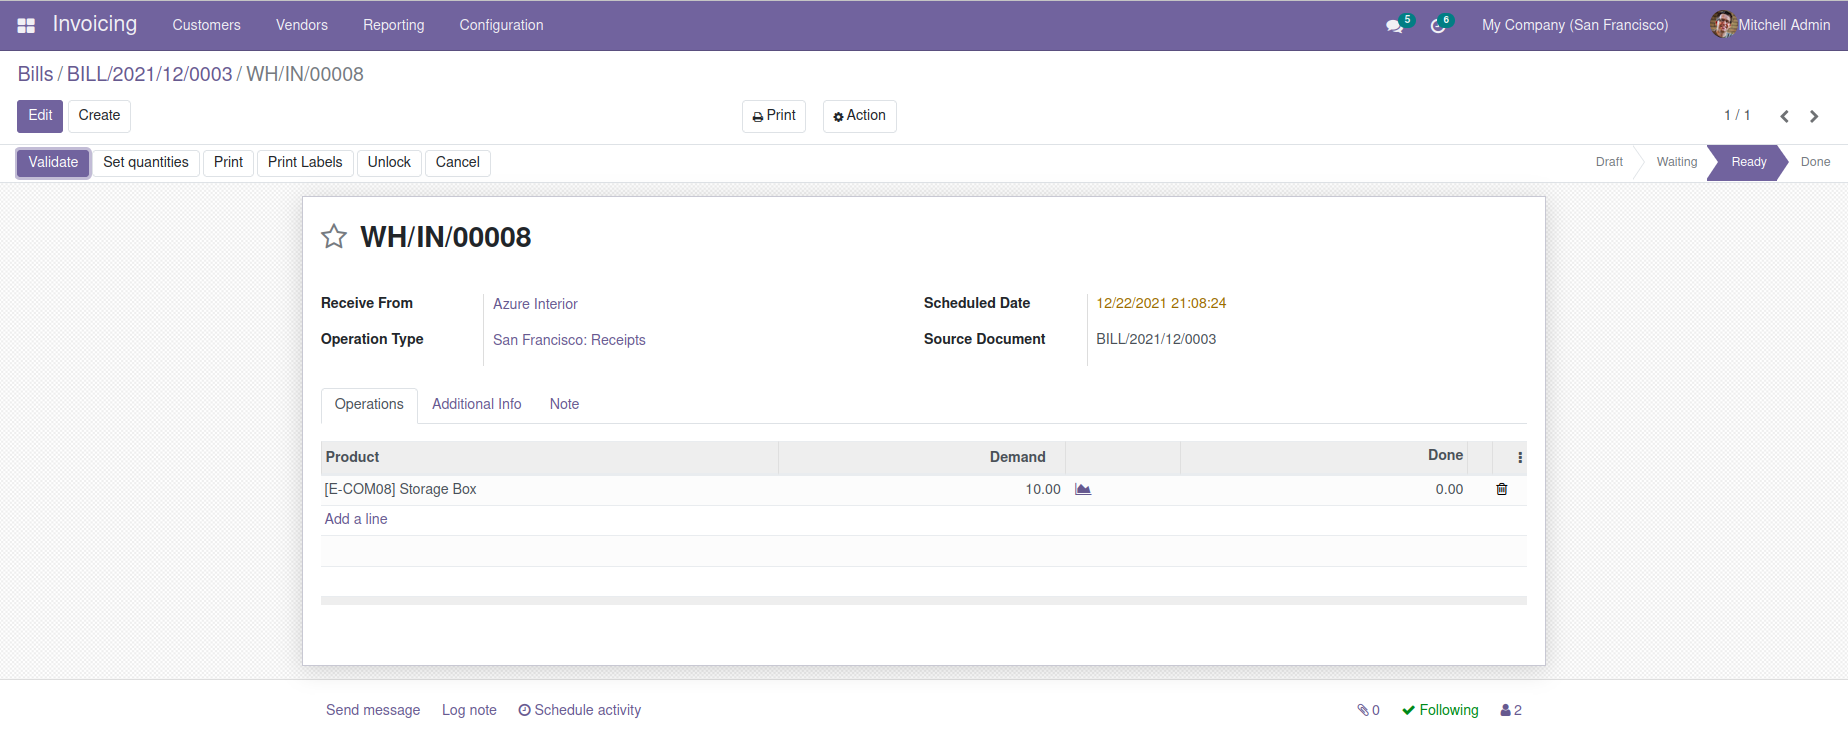 Invoicing Customers Vendors Reporting Configuration 5 6 My Company (San Francisco) Mitchell Admin
Bills / BILL/2021/12/0003 / WH/IN/00008
Edit Create Print Action 1 / 1
Validate Set quantities Print Print Labels Unlock Cancel Draft Waiting Ready Done
WH/IN/00008
Receive From Azure Interior Scheduled Date 12/22/2021 21:08:24
Operation Type San Francisco: Receipts Source Document BILL/2021/12/0003
Operations Additional Info Note
Product Demand Done
[E-COM08] Storage Box 10.00 0.00
Add a line
Send message Log note Schedule activity 0 Following 2